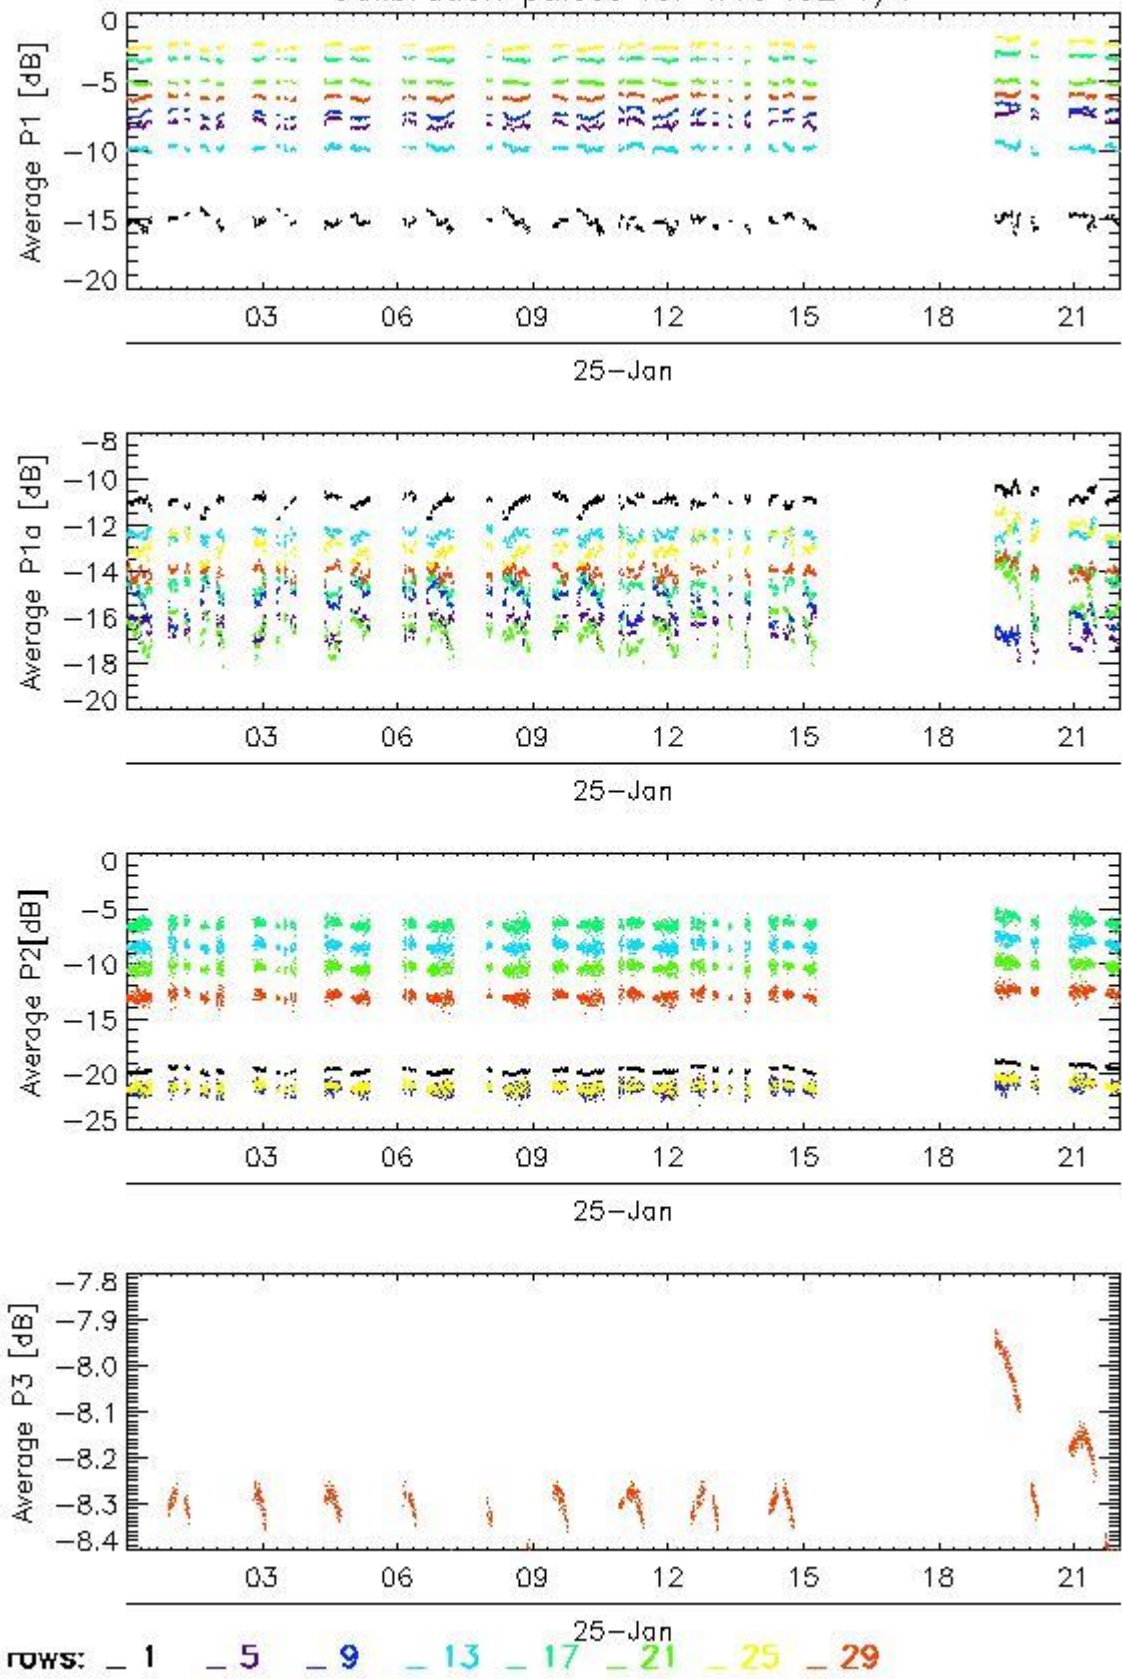 0
-5
-10
-15
-20
Average P1 [dB]
03 06 09 12 15 18 21
25-Jan
-8
-10
-12
-14
-16
-18
-20
Average P1a [dB]
03 06 09 12 15 18 21
25-Jan
0
-5
-10
-15
-20
-25
Average P2[dB]
03 06 09 12 15 18 21
25-Jan
-7.8
-7.9
-8.0
-8.1
-8.2
-8.3
-8.4
Average P3 [dB]
03 06 09 12 15 18 21
25-Jan
rows: _ 1 _ 5 _ 9 _ 13 _ 17 _ 21 _ 25 _ 29